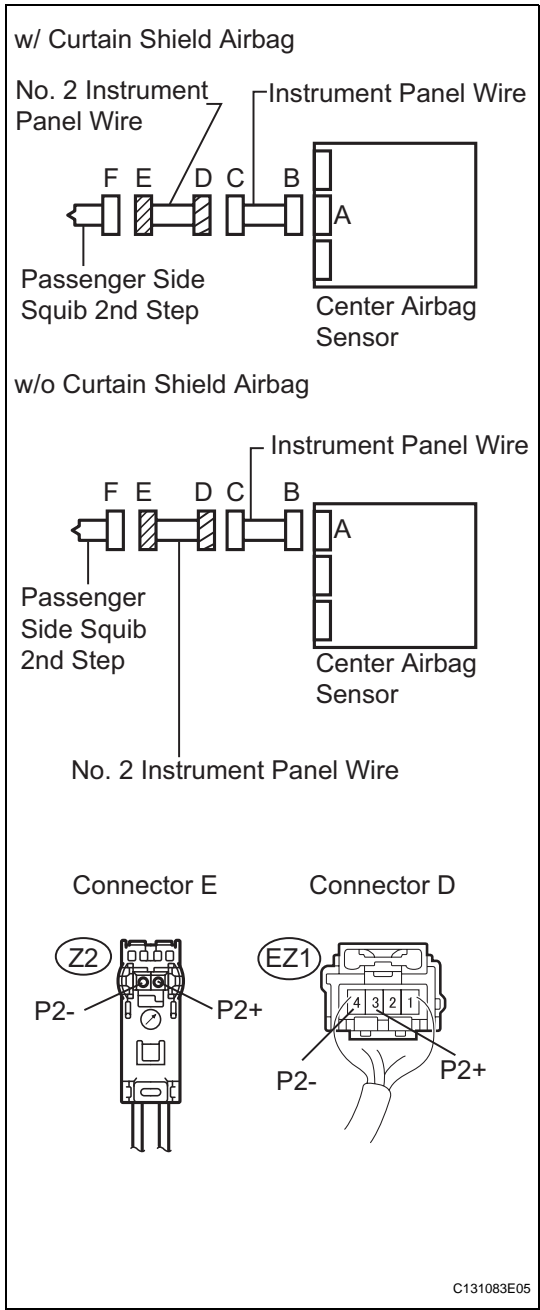 w/ Curtain Shield Airbag
No. 2 Instrument
Panel Wire
Instrument Panel Wire
F E D C B
A
Passenger Side
Squib 2nd Step
Center Airbag
Sensor
w/o Curtain Shield Airbag
Instrument Panel Wire
F E D C B
A
Passenger
Side Squib
2nd Step
Center Airbag
Sensor
No. 2 Instrument Panel Wire
Connector E
Connector D
Z2
EZ1
P2-
P2+
4 3 2 1
P2-
P2+
C131083E05